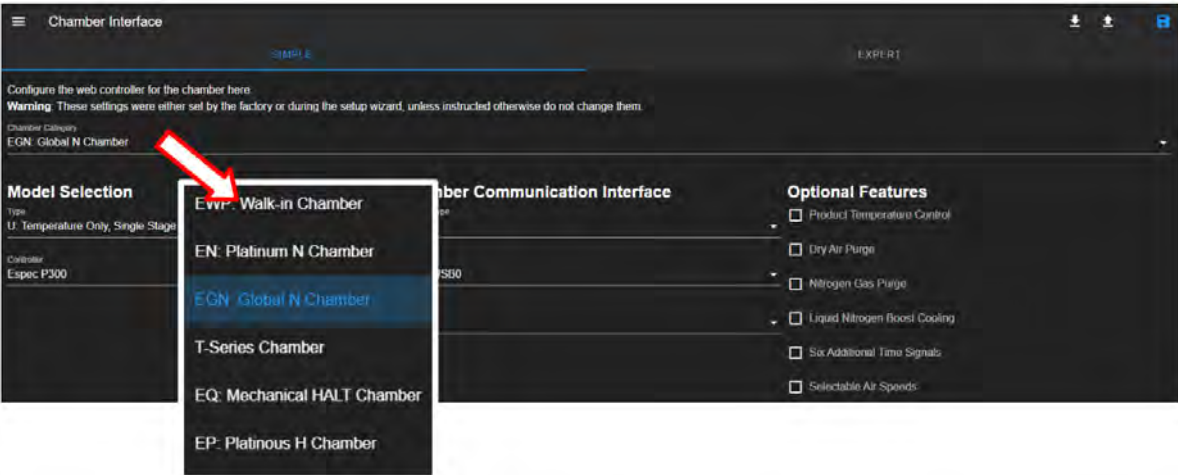 Chamber Interface
SIMPLE
EXPERT
Configure the web controller for the chamber here.
Warning: These settings were either set by the factory or during the setup wizard, unless instructed otherwise do not change them.
Chamber Category
EGN: Global N Chamber
Model Selection
Type
U: Temperature Only, Single Stage
Controller
Espec P300
EWP: Walk-in Chamber
EN: Platinum N Chamber
EGN: Global N Chamber
T-Series Chamber
EQ: Mechanical HALT Chamber
EP: Platinous H Chamber
Communication Interface
Optional Features
Product Temperature Control
Dry Air Purge
Nitrogen Gas Purge
Liquid Nitrogen Boost Cooling
Six Additional Time Signals
Selectable Air Speeds